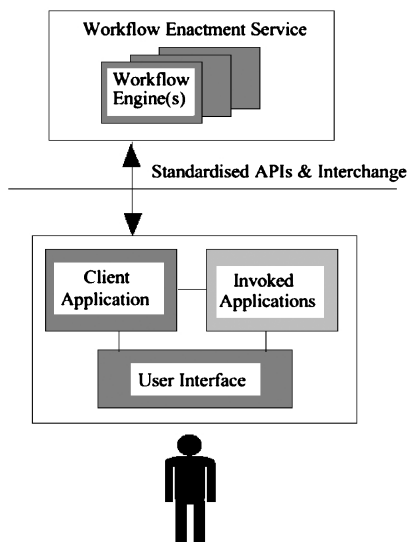 Workflow Enactment Service
Workflow
Engine(s)
Standardised APIs & Interchange
Client
Application
Invoked
Applications
User Interface